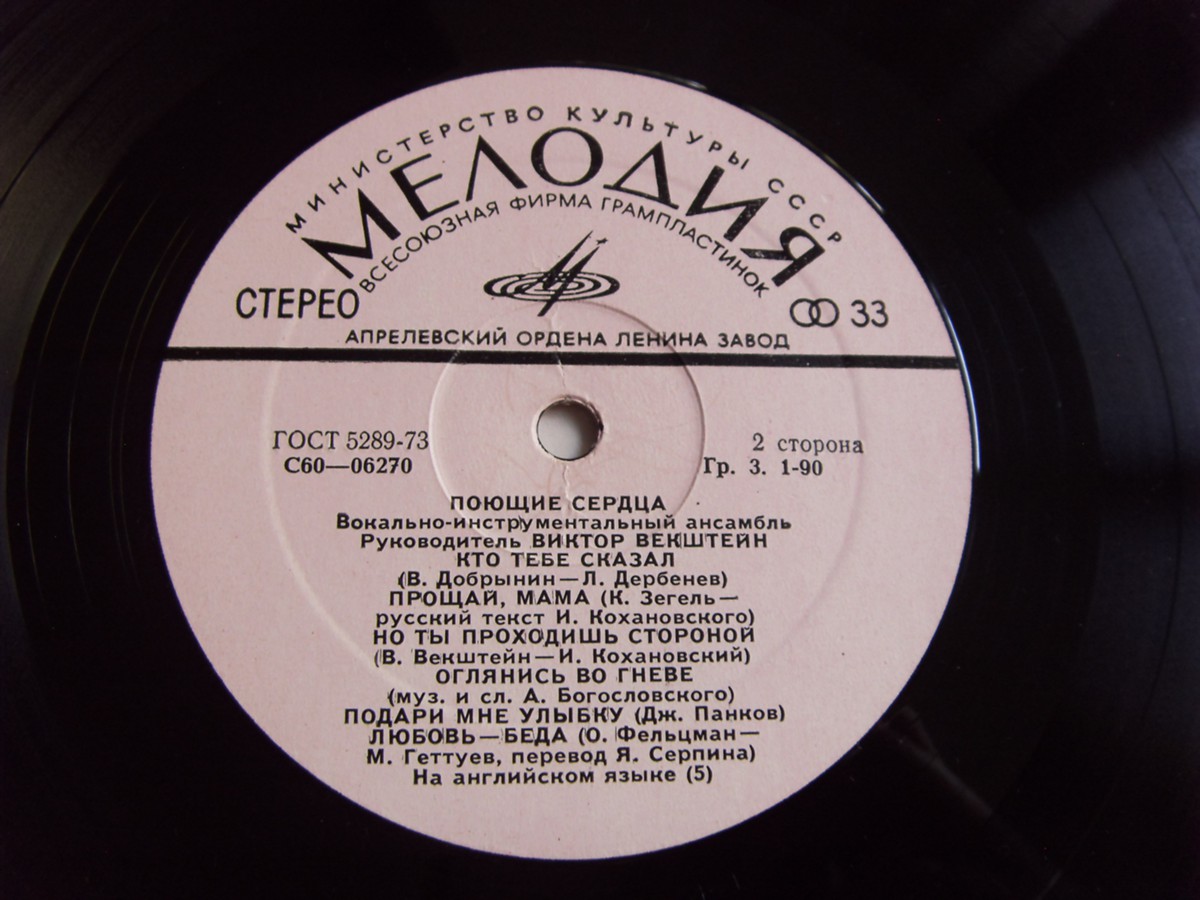 МИНИСТЕРСТВО КУЛЬТУРЫ СССР
МЕЛОДИЯ
ВСЕСОЮЗНАЯ ФИРМА ГРАМПЛАСТИНОК
СТЕРЕО
33
АПРЕЛЕВСКИЙ ОРДЕНА ЛЕНИНА ЗАВОД
ГОСТ 5289-73
С60—06270
2 сторона
Гр. 3. 1-90
ПОЮЩИЕ СЕРДЦА
Вокально-инструментальный ансамбль
Руководитель ВИКТОР ВЕКШТЕЙН
КТО ТЕБЕ СКАЗАЛ
(В. Добрынин—Л. Дербенев)
ПРОЩАЙ, МАМА (К. Зегель—
русский текст И. Кохановского)
НО ТЫ ПРОХОДИШЬ СТОРОНОЙ
(В. Векштейн—И. Кохановский)
ОГЛЯНИСЬ ВО ГНЕВЕ
(муз. и сл. А. Богословского)
ПОДАРИ МНЕ УЛЫБКУ (Дж. Панков)
ЛЮБОВЬ—БЕДА (О. Фельцман—
М. Геттуев, перевод Я. Серпина)
На английском языке (5)